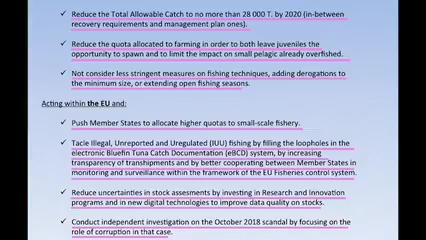 Reduce the Total Allowable Catch to no more than 28 000 T. by 2020 (in-between
recovery requirements and management plan ones).
Reduce the quota allocated to farming in order to both leave juveniles the
opportunity to spawn and to limit the impact on small pelagic already overfished.
Not consider less stringent measures on fishing techniques, adding derogations to
the minimum size, or extending open fishing seasons.
Acting within the EU and:
Push Member States to allocate higher quotas to small-scale fishery.
Tacle Illegal, Unreported and Uregulated (IUU) fishing by filling the loopholes in the
electronic Bluefin Tuna Catch Documentation (eBCD) system, by increasing
transparency of transhipments and by better cooperating between Member States in
monitoring and surveillance within the framework of the EU Fisheries control system.
Reduce uncertainties in stock assesments by investing in Research and Innovation
programs and in new digital technologies to improve data quality on stocks.
Conduct independent investigation on the October 2018 scandal by focusing on the
role of corruption in that case.